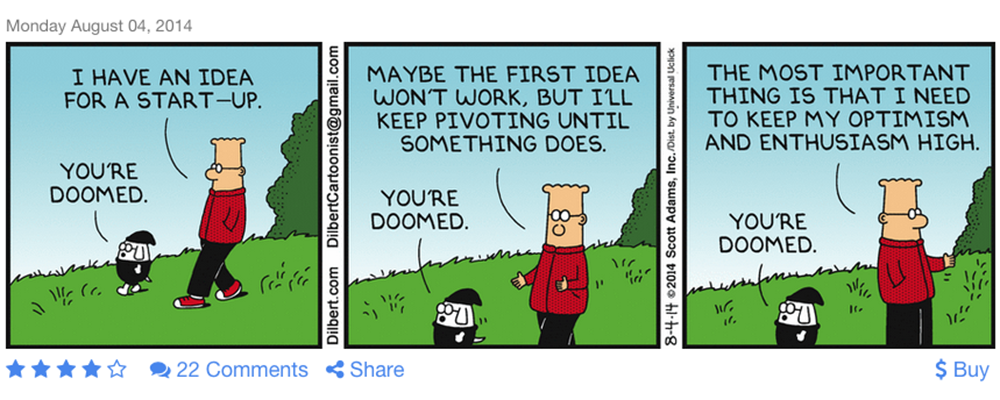 Monday August 04, 2014
I HAVE AN IDEA
FOR A START-UP.
YOU'RE
DOOMED.
Dilbert.com DilbertCartoonist@gmail.com
MAYBE THE FIRST IDEA
WON'T WORK, BUT I'LL
KEEP PIVOTING UNTIL
SOMETHING DOES.
YOU'RE
DOOMED.
8-4-14 © 2014 Scott Adams, Inc. /Dist. by Universal Uclick
THE MOST IMPORTANT
THING IS THAT I NEED
TO KEEP MY OPTIMISM
AND ENTHUSIASM HIGH.
YOU'RE
DOOMED.
22 Comments Share $ Buy